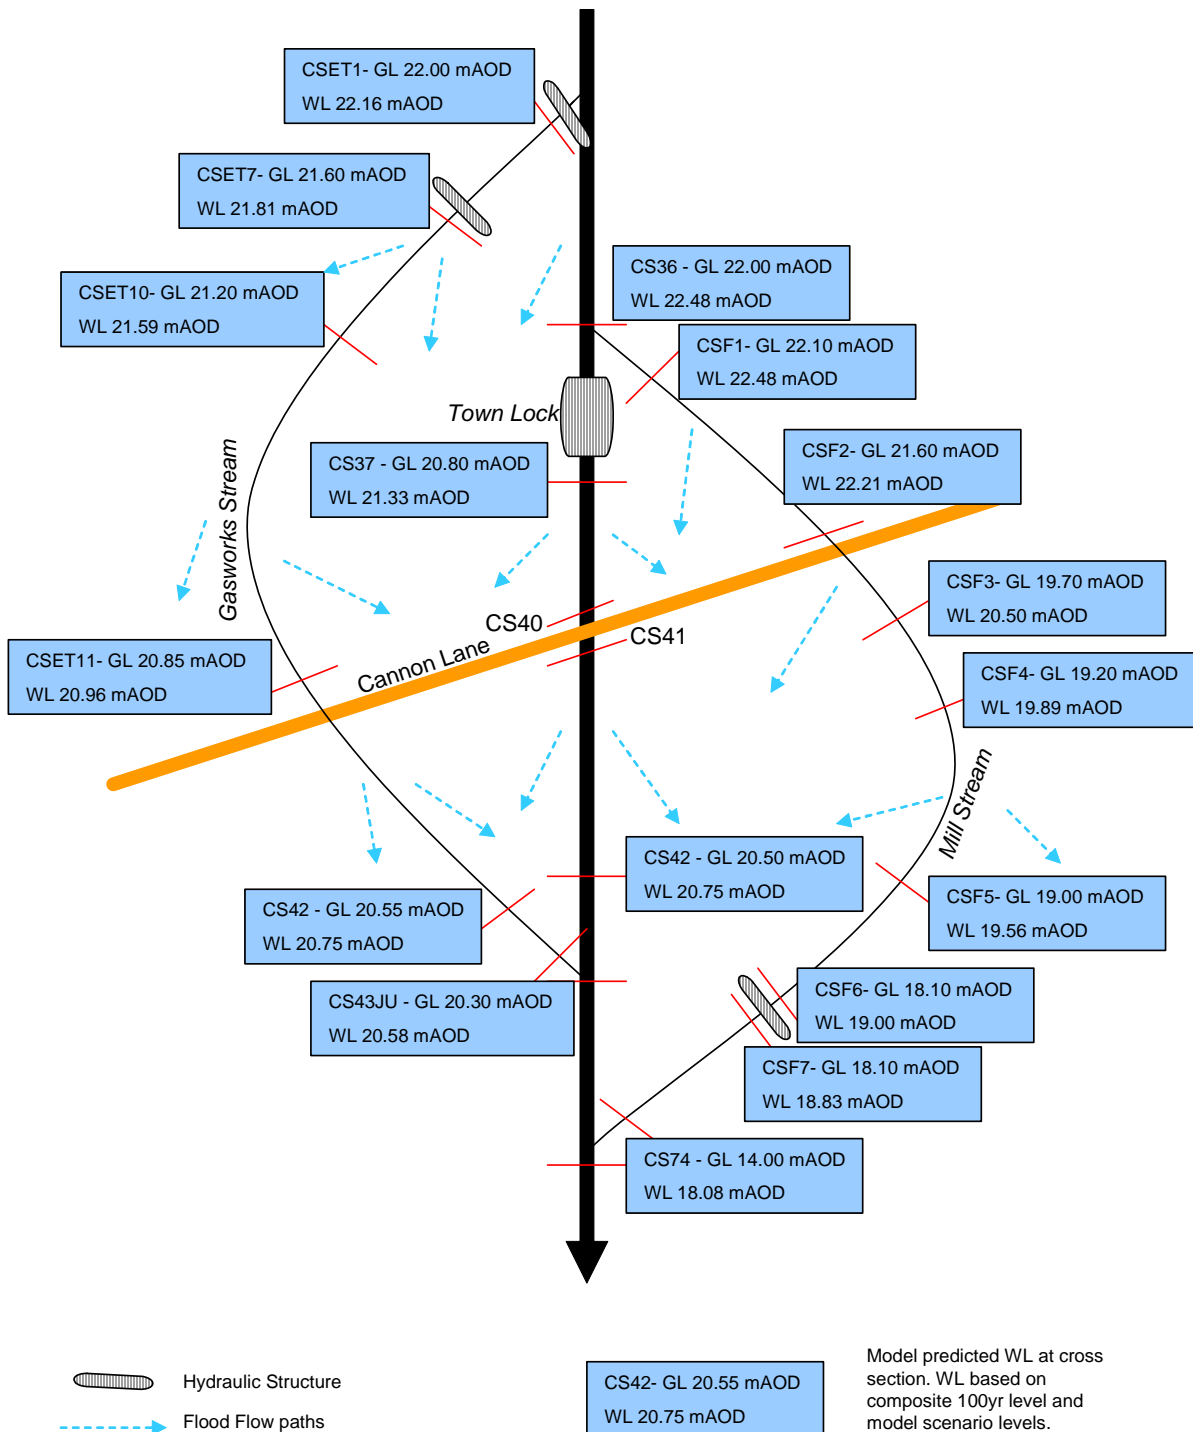 CSET1- GL 22.00 mAOD
WL 22.16 mAOD
CSET7- GL 21.60 mAOD
WL 21.81 mAOD
CS36 - GL 22.00 mAOD
WL 22.48 mAOD
CSET10- GL 21.20 mAOD
WL 21.59 mAOD
CSF1- GL 22.10 mAOD
WL 22.48 mAOD
Town Lock
CSF2- GL 21.60 mAOD
WL 22.21 mAOD
CS37 - GL 20.80 mAOD
WL 21.33 mAOD
Gasworks Stream
CSF3- GL 19.70 mAOD
WL 20.50 mAOD
CS40
CS41
CSET11- GL 20.85 mAOD
WL 20.96 mAOD
Cannon Lane
CSF4- GL 19.20 mAOD
WL 19.89 mAOD
Mill Stream
CS42 - GL 20.50 mAOD
WL 20.75 mAOD
CSF5- GL 19.00 mAOD
WL 19.56 mAOD
CS42 - GL 20.55 mAOD
WL 20.75 mAOD
CSF6- GL 18.10 mAOD
WL 19.00 mAOD
CS43JU - GL 20.30 mAOD
WL 20.58 mAOD
CSF7- GL 18.10 mAOD
WL 18.83 mAOD
CS74 - GL 14.00 mAOD
WL 18.08 mAOD
Hydraulic Structure
Flood Flow paths
CS42- GL 20.55 mAOD
WL 20.75 mAOD
Model predicted WL at cross
section. WL based on
composite 100yr level and
model scenario levels.